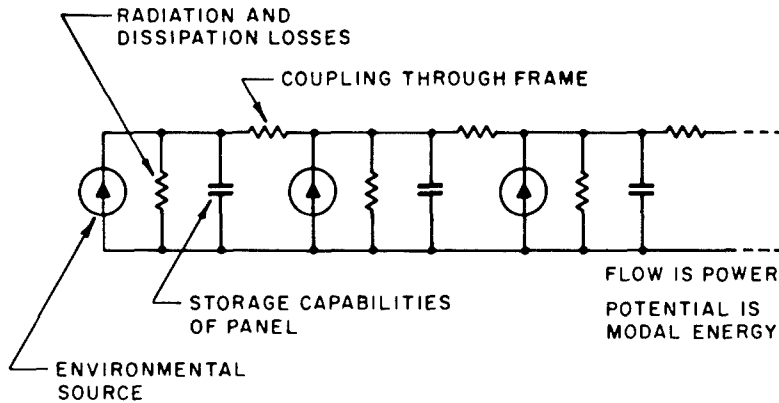 RADIATION AND
DISSIPATION LOSSES
COUPLING THROUGH FRAME
STORAGE CAPABILITIES
OF PANEL
ENVIRONMENTAL
SOURCE
FLOW IS POWER
POTENTIAL IS
MODAL ENERGY